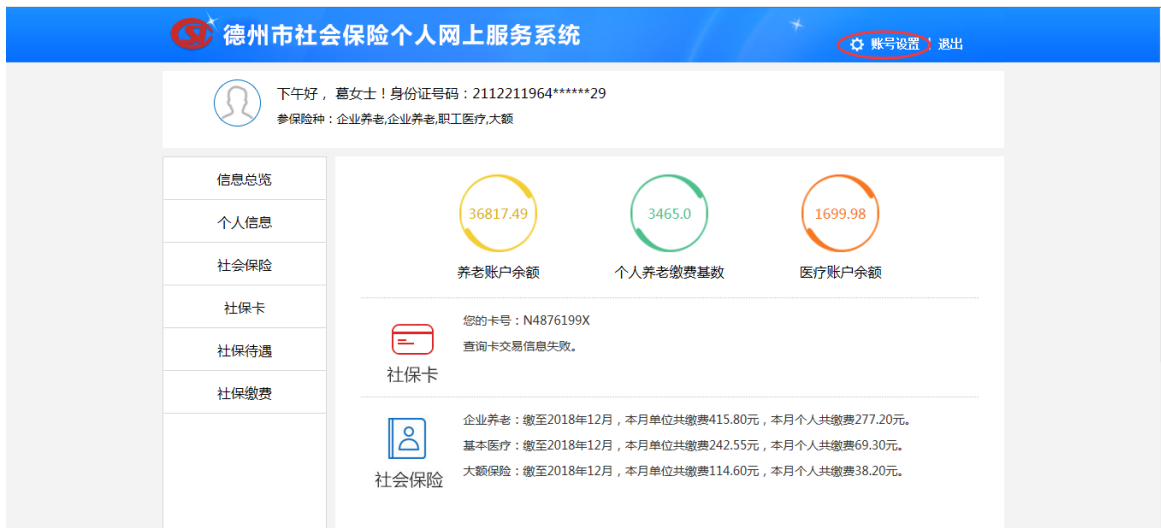 德州市社会保险个人网上服务系统
账号设置 | 退出
下午好， 葛女士！身份证号码：2112211964******29
参保险种：企业养老,企业养老,职工医疗,大额
信息总览
个人信息
社会保险
社保卡
社保待遇
社保缴费
36817.49
3465.0
1699.98
养老账户余额
个人养老缴费基数
医疗账户余额
您的卡号：N4876199X
查询卡交易信息失败。
社保卡
企业养老：缴至2018年12月，本月单位共缴费415.80元，本月个人共缴费277.20元。
基本医疗：缴至2018年12月，本月单位共缴费242.55元，本月个人共缴费69.30元。
大额保险：缴至2018年12月，本月单位共缴费114.60元，本月个人共缴费38.20元。
社会保险